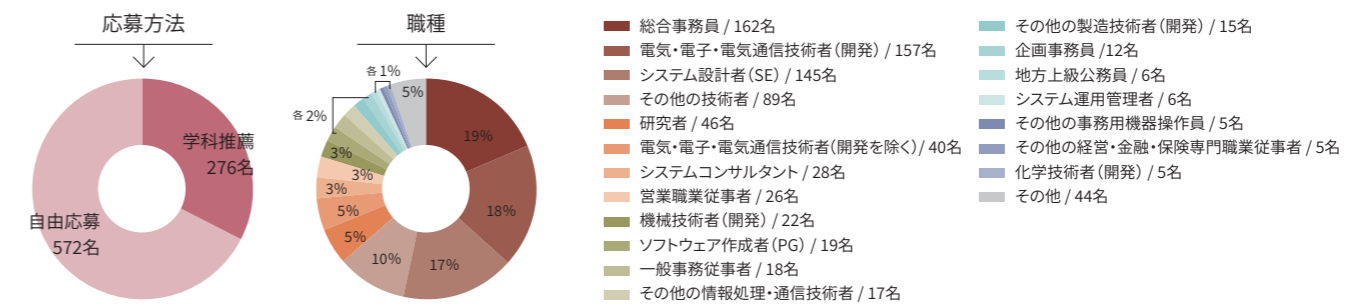 応募方法
学科推薦
276名
自由応募
572名
職種
各1%
各2%
5%
19%
18%
17%
10%
5%
5%
3%
3%
3%
総合事務員 / 162名
電気・電子・電気通信技術者（開発） / 157名
システム設計者（SE） / 145名
その他の技術者 / 89名
研究者 / 46名
電気・電子・電気通信技術者（開発を除く） / 40名
システムコンサルタント / 28名
営業職業従事者 / 26名
機械技術者（開発） / 22名
ソフトウェア作成者（PG） / 19名
一般事務従事者 / 18名
その他の情報処理・通信技術者 / 17名
その他の製造技術者（開発） / 15名
企画事務員 /12名
地方上級公務員 / 6名
システム運用管理者 / 6名
その他の事務用機器操作員 / 5名
その他の経営・金融・保険専門職業従事者 / 5名
化学技術者（開発） / 5名
その他 / 44名